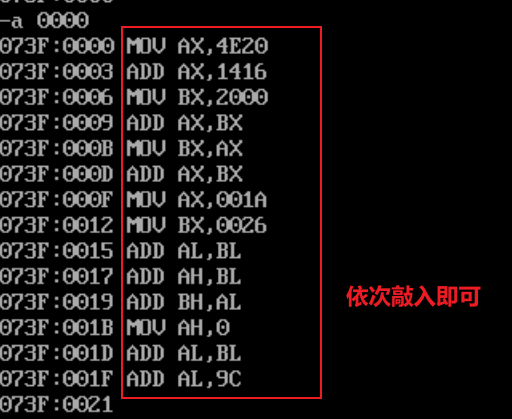 -a 0000
073F:0000 MOV AX,4E20
073F:0003 ADD AX,1416
073F:0006 MOV BX,2000
073F:0009 ADD AX,BX
073F:000B MOV BX,AX
073F:000D ADD AX,BX
073F:000F MOV AX,001A
073F:0012 MOV BX,0026
073F:0015 ADD AL,BL
073F:0017 ADD AH,BL
073F:0019 ADD BH,AL
073F:001B MOV AH,0
073F:001D ADD AL,BL
073F:001F ADD AL,9C
073F:0021
依次敲入即可